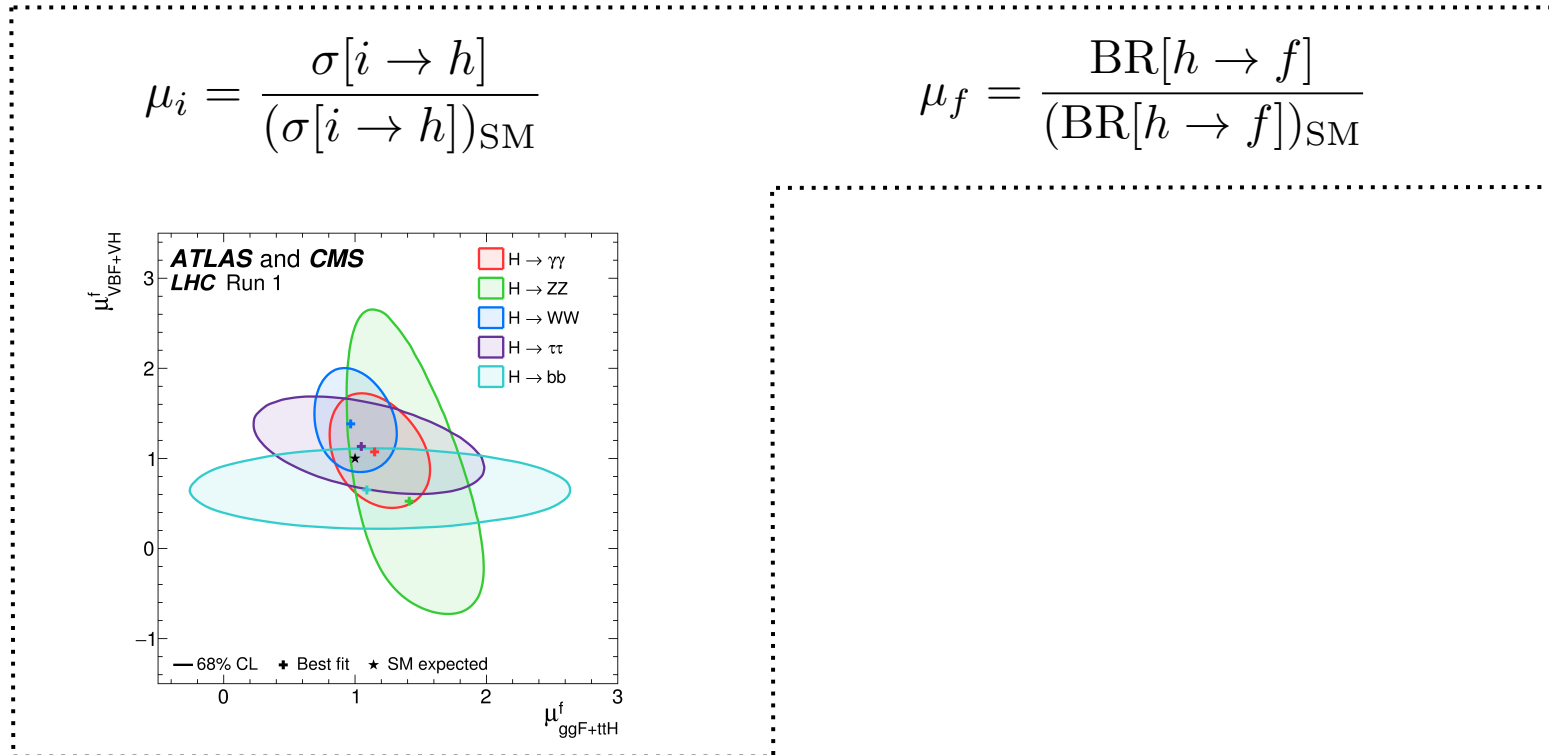 μ_i = σ[i → h] / (σ[i → h])_SM
μ_f = BR[h → f] / (BR[h → f])_SM
μ^f_VBF+VH
ATLAS and CMS
LHC Run 1
H → γγ
H → ZZ
H → WW
H → ττ
H → bb
3
2
1
0
−1
68% CL Best fit SM expected
0 1 2 3
μ^f_ggF+ttH